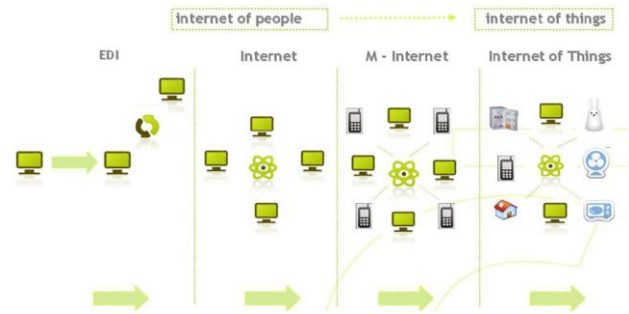 internet of people
internet of things
EDI
Internet
M - Internet
Internet of Things